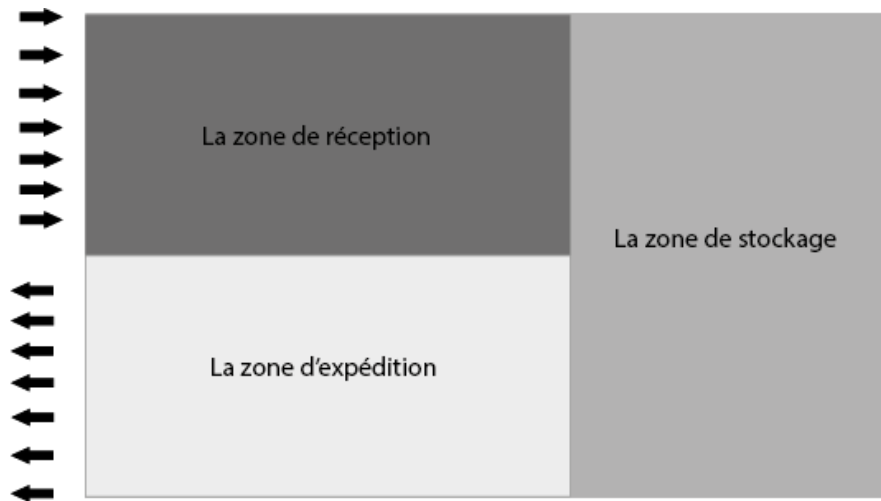 La zone de réception
La zone de stockage
La zone d'expédition